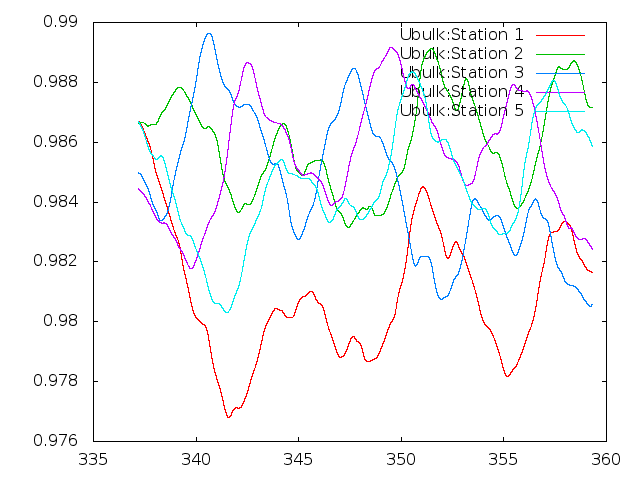 0.99
0.988
0.986
0.984
0.982
0.98
0.978
0.976
335 340 345 350 355 360
Ubulk:Station 1
Ubulk:Station 2
Ubulk:Station 3
Ubulk:Station 4
Ubulk:Station 5